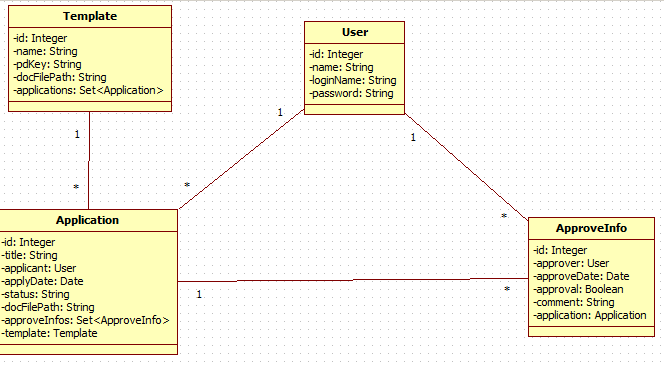 Template
-id: Integer
-name: String
-pdKey: String
-docFilePath: String
-applications: Set<Application>
User
-id: Integer
-name: String
-loginName: String
-password: String
1
1
1
*
*
*
Application
-id: Integer
-title: String
-applicant: User
-applyDate: Date
-status: String
-docFilePath: String
-approveInfos: Set<ApproveInfo>
-template: Template
1
*
ApproveInfo
-id: Integer
-approver: User
-approveDate: Date
-approval: Boolean
-comment: String
-application: Application